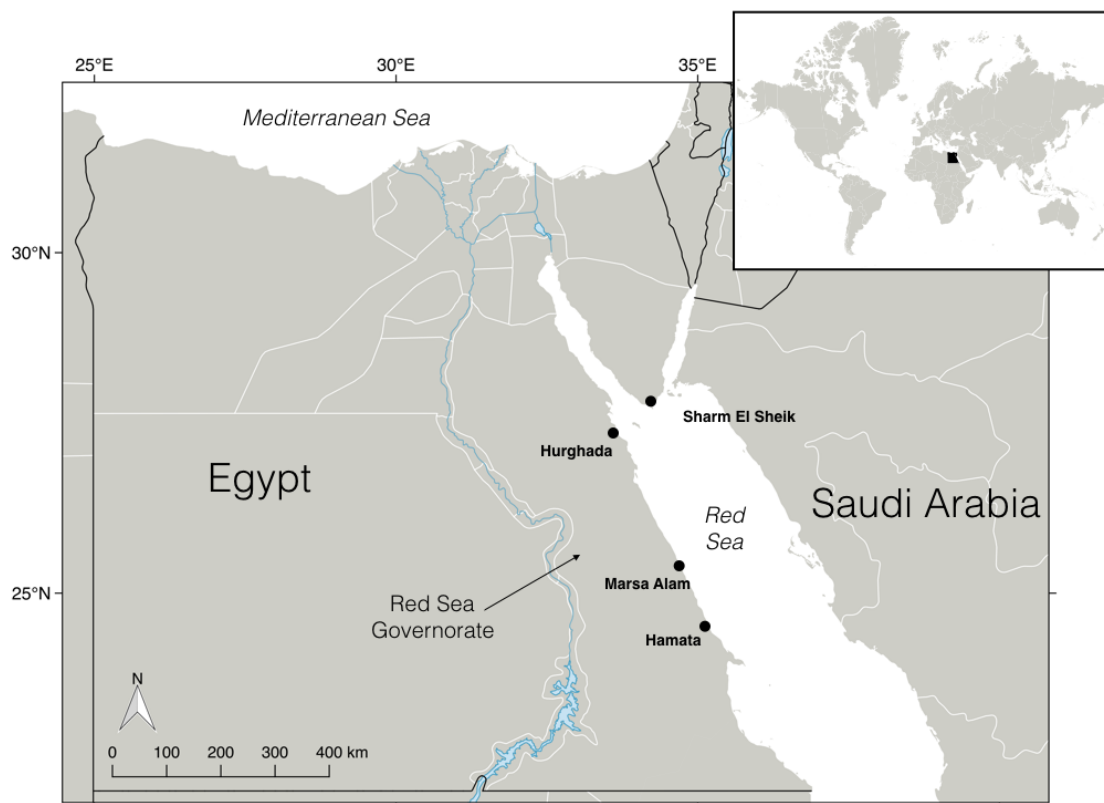 25°E
30°E
35°E
Mediterranean Sea
30°N
Sharm El Sheik
Hurghada
Egypt
Saudi Arabia
Red
Sea
Marsa Alam
25°N
Red Sea
Governorate
Hamata
N
0 100 200 300 400 km